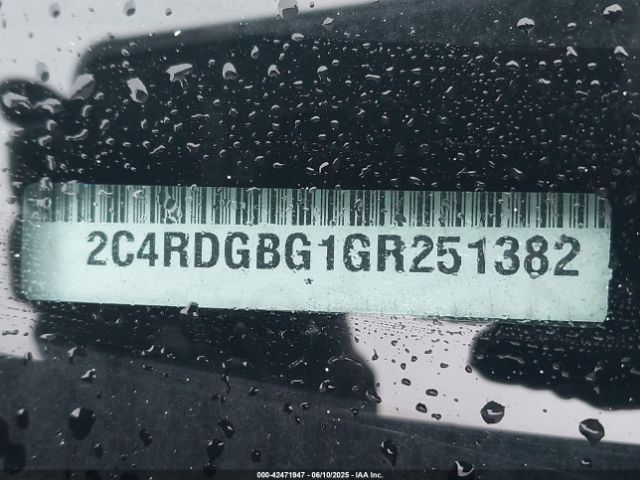 2C4RDGBG1GR251382
*
000-42471947 - 06/10/2025 - IAA Inc.